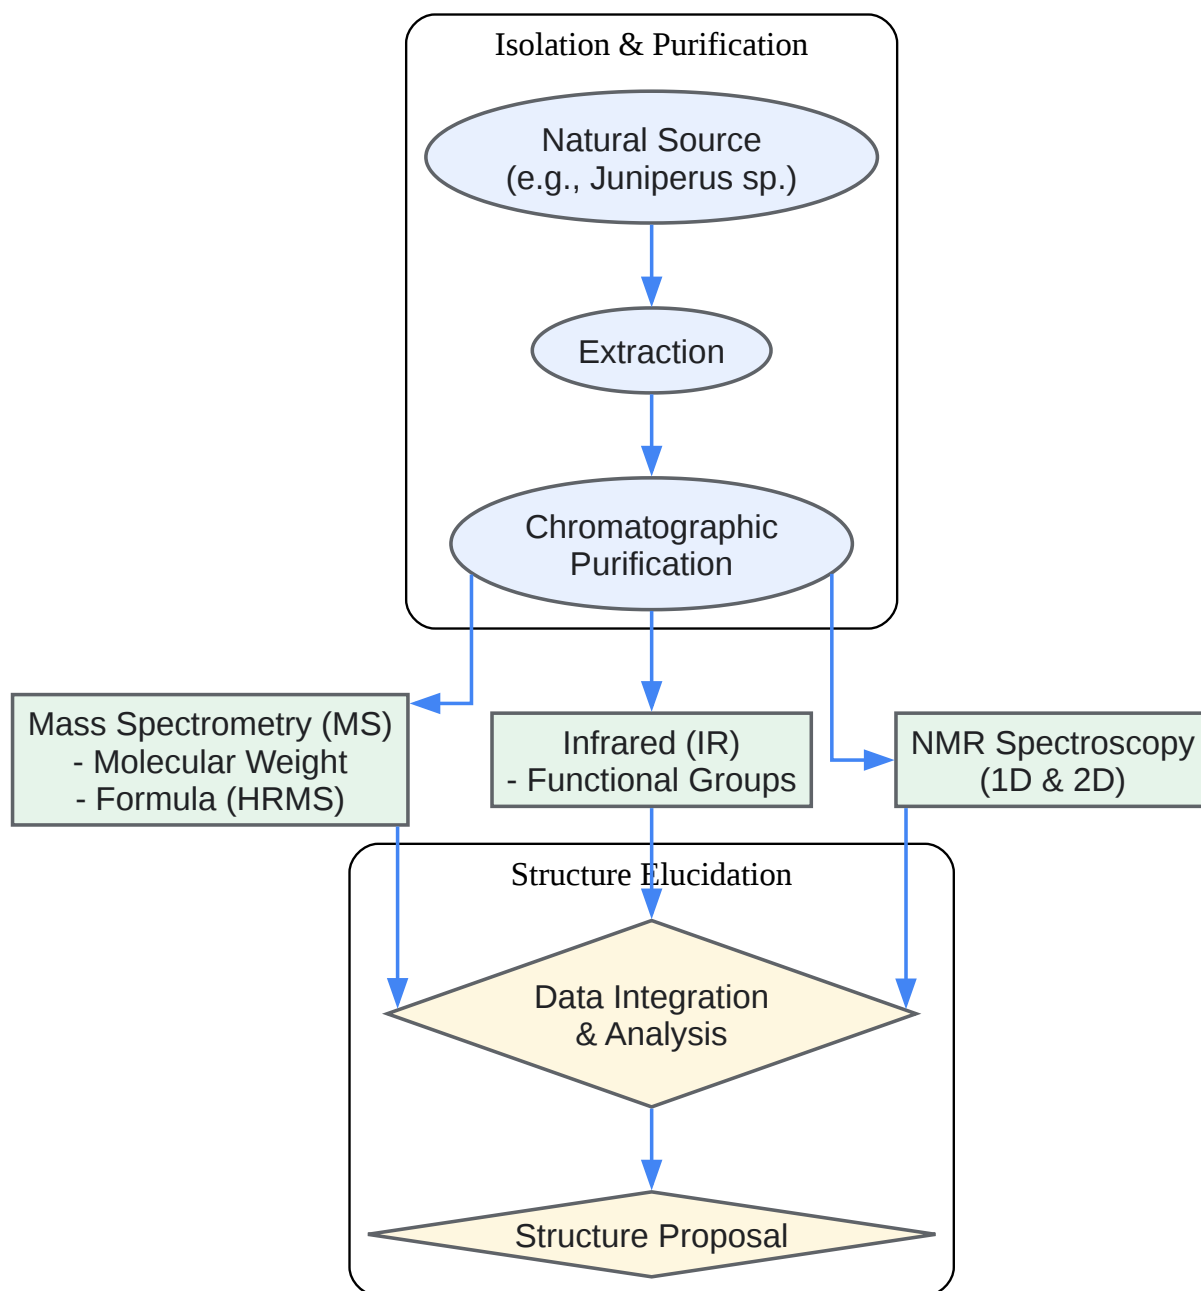 Isolation & Purification
Natural Source
(e.g., Juniperus sp.)
Extraction
Chromatographic
Purification
Mass Spectrometry (MS)
- Molecular Weight
- Formula (HRMS)
Infrared (IR)
- Functional Groups
NMR Spectroscopy
(1D & 2D)
Structure Elucidation
Data Integration
& Analysis
Structure Proposal